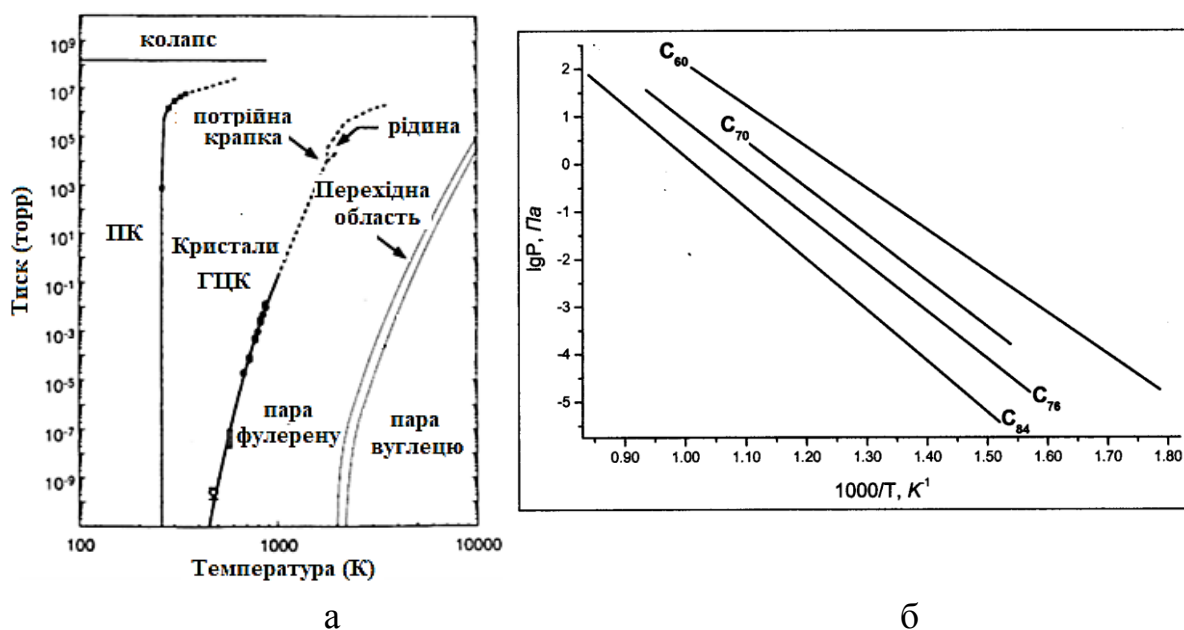 колапс
потрійна
крапка
рідина
Перехідна
область
ПК
Кристали
ГЦК
пара
фулерену
пара
вуглецю
Тиск (торр)
10⁹
10⁷
10⁵
10³
10¹
10⁻¹
10⁻³
10⁻⁵
10⁻⁷
10⁻⁹
100
1000
10000
Температура (К)
а
C₆₀
C₇₀
C₇₆
C₈₄
lgP, Па
2
1
0
-1
-2
-3
-4
-5
0.90 1.00 1.10 1.20 1.30 1.40 1.50 1.60 1.70 1.80
1000/T, K⁻¹
б